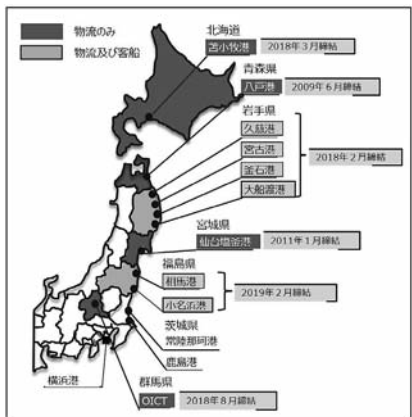 物流のみ
物流及び客船
北海道
苫小牧港 2018年3月締結
青森県
八戸港 2009年6月締結
岩手県
久慈港
宮古港
釜石港
大船渡港
2018年2月締結
宮城県
仙台塩釜港 2011年1月締結
福島県
相馬港
小名浜港
2019年2月締結
茨城県
常陸那珂港
鹿島港
横浜港
群馬県
OICT 2018年8月締結